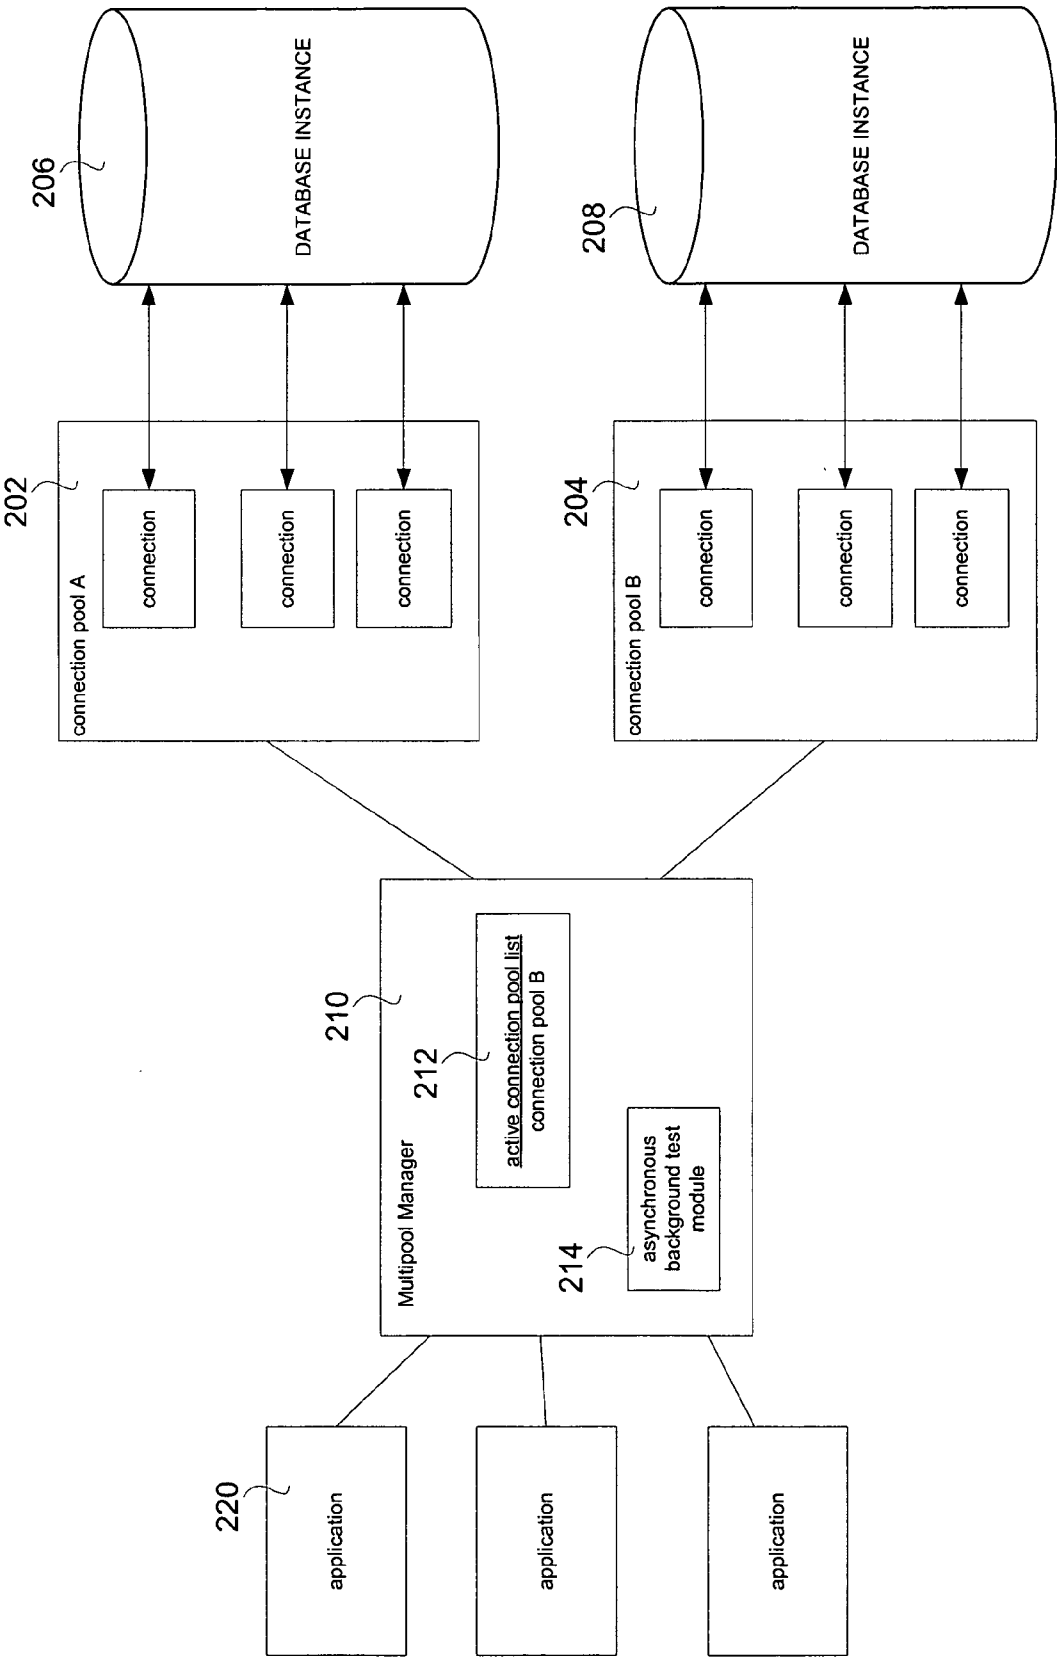 206
DATABASE INSTANCE
208
DATABASE INSTANCE
202
connection pool A
connection
connection
connection
204
connection pool B
connection
connection
connection
210
Multipool Manager
212
active connection pool list
connection pool B
214
asynchronous
background test
module
220
application
application
application